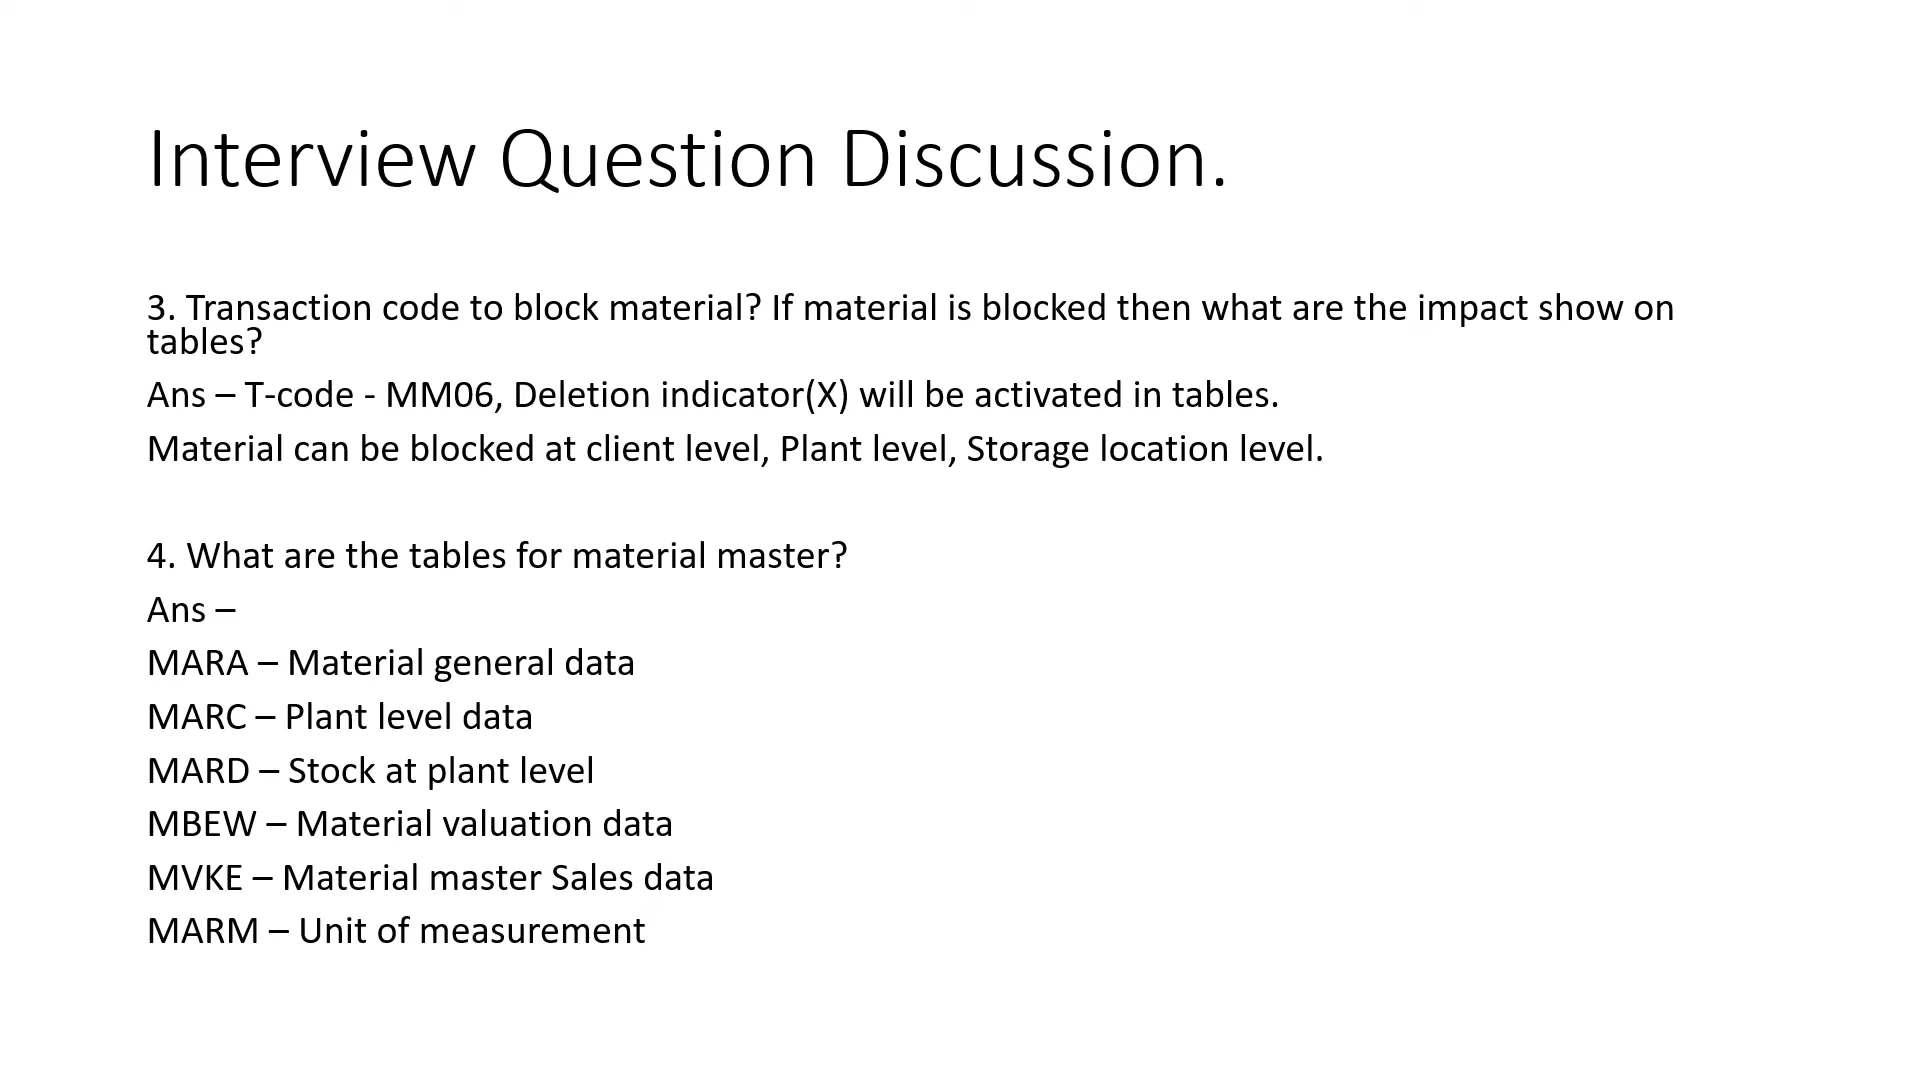 Interview Question Discussion.
3. Transaction code to block material? If material is blocked then what are the impact show on
tables?
Ans – T-code - MM06, Deletion indicator(X) will be activated in tables.
Material can be blocked at client level, Plant level, Storage location level.
4. What are the tables for material master?
Ans –
MARA – Material general data
MARC – Plant level data
MARD – Stock at plant level
MBEW – Material valuation data
MVKE – Material master Sales data
MARM – Unit of measurement